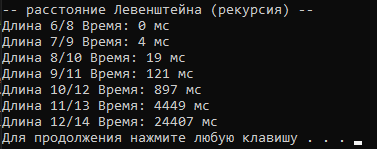 -- расстояние Левенштейна (рекурсия) --
Длина 6/8 Время: 0 мс
Длина 7/9 Время: 4 мс
Длина 8/10 Время: 19 мс
Длина 9/11 Время: 121 мс
Длина 10/12 Время: 897 мс
Длина 11/13 Время: 4449 мс
Длина 12/14 Время: 24407 мс
Для продолжения нажмите любую клавишу . . .